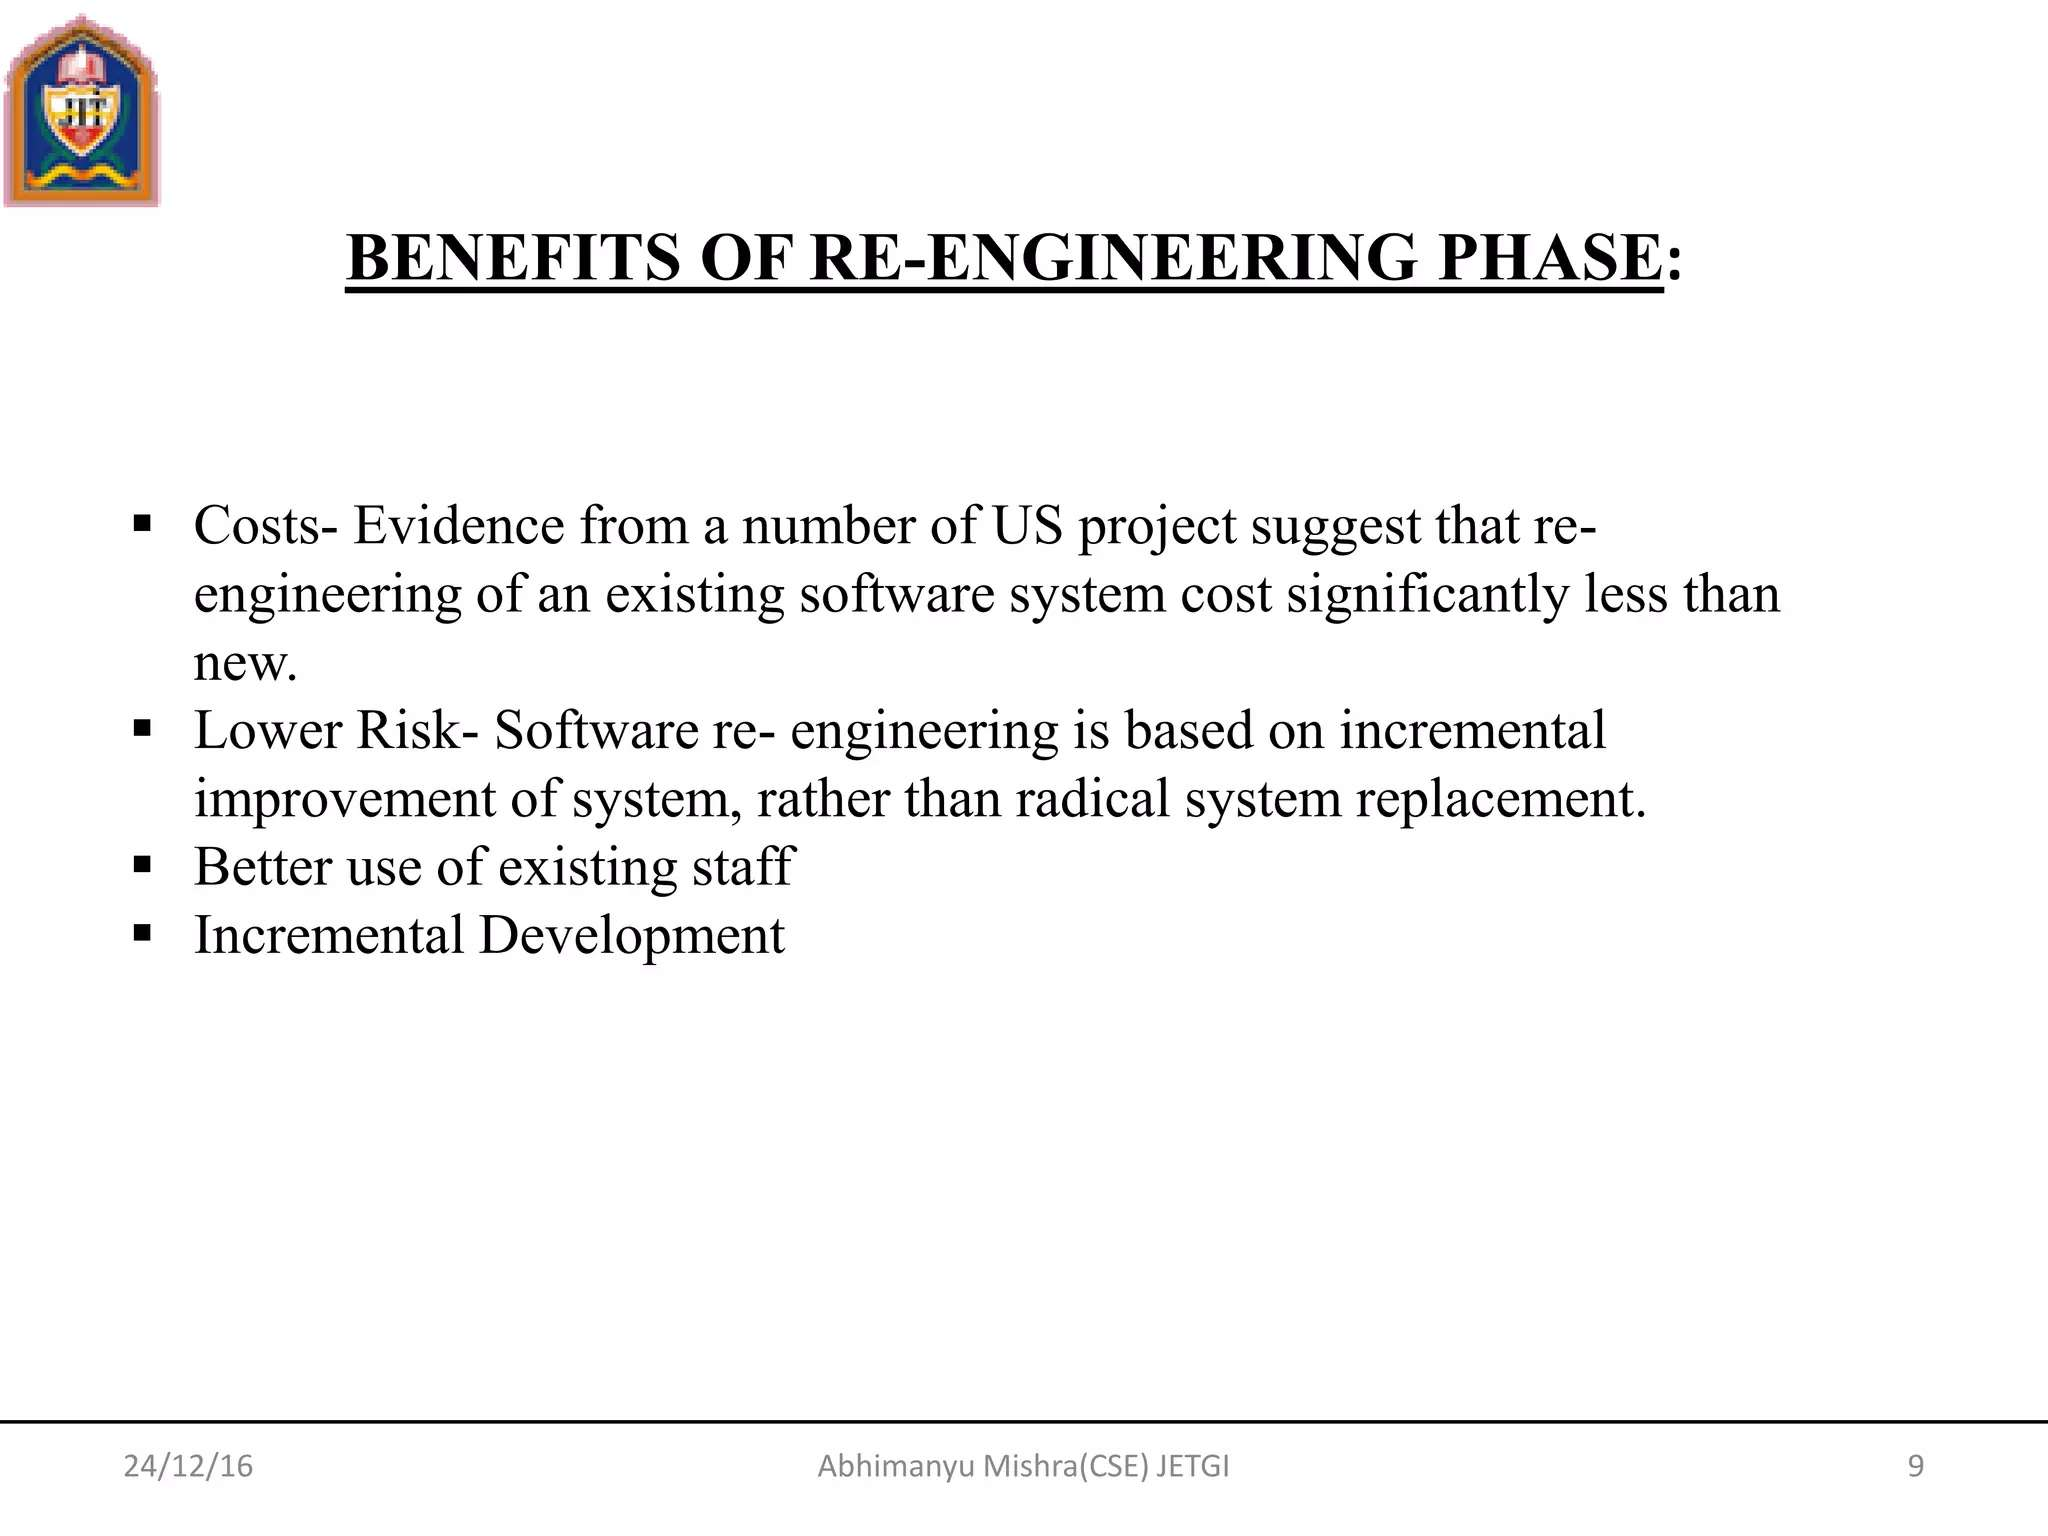 JIT
BENEFITS OF RE-ENGINEERING PHASE:
▪ Costs- Evidence from a number of US project suggest that re-
engineering of an existing software system cost significantly less than
new.
▪ Lower Risk- Software re- engineering is based on incremental
improvement of system, rather than radical system replacement.
▪ Better use of existing staff
▪ Incremental Development
24/12/16
Abhimanyu Mishra(CSE) JETGI
9